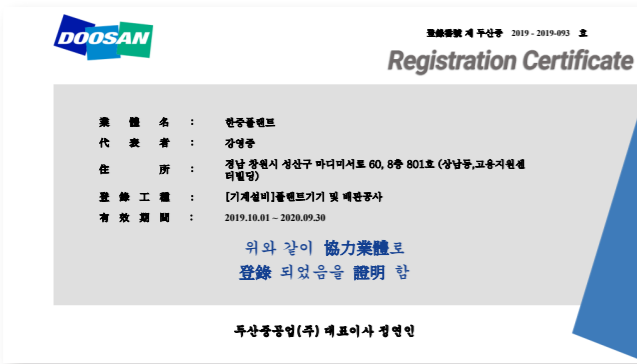 DOOSAN
登錄番號 제 두산중 2019 - 2019-093 호
Registration Certificate
業 體 名 : 한중플랜트
代 表 者 : 강영중
住 所 : 경남 창원시 성산구 마디미서로 60, 8층 801호 (상남동,고용지원센
터빌딩)
登 錄 工 種 : [기계설비]플랜트기기 및 배관공사
有 效 期 間 : 2019.10.01 ~ 2020.09.30
위와 같이 協力業體로
登錄 되었음을 證明 함
두산중공업(주) 대표이사 정연인